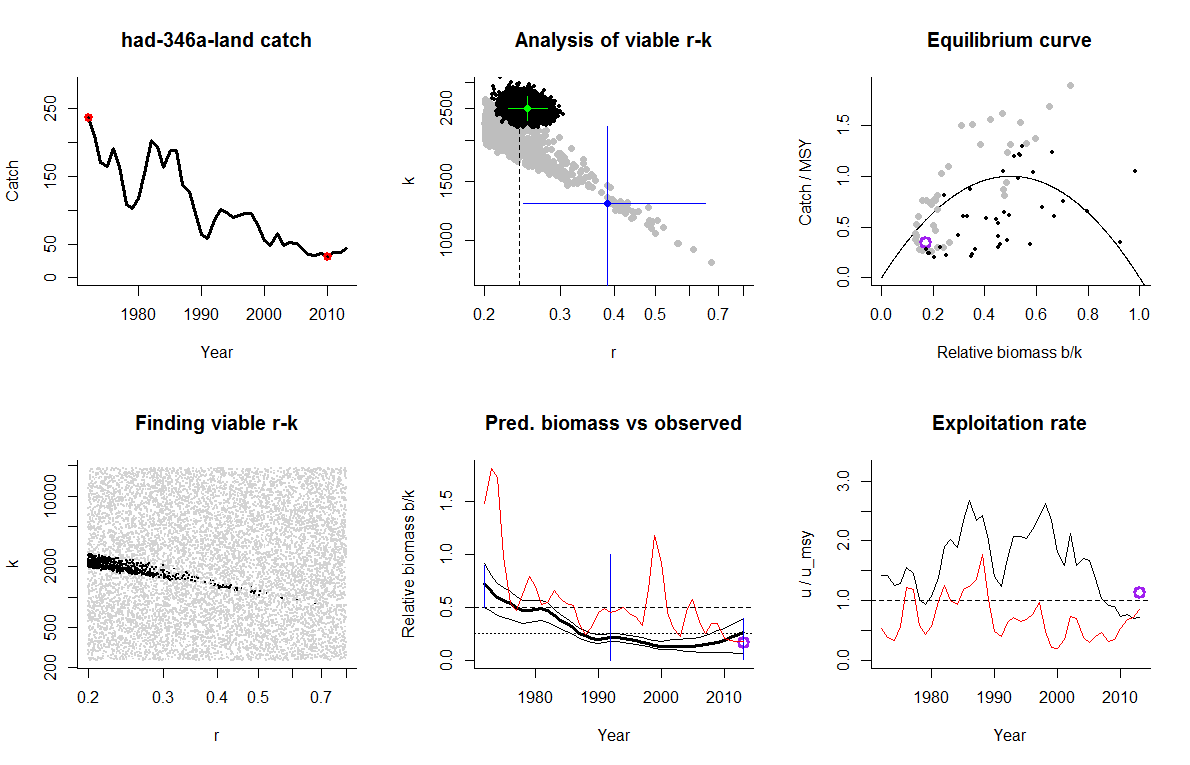 had-346a-land catch
Analysis of viable r-k
Equilibrium curve
Catch
0 50 150 250
1980 1990 2000 2010
Year
k
1000 1500 2500
0.2 0.3 0.4 0.5 0.7
r
Catch / MSY
0.0 0.5 1.0 1.5
0.0 0.2 0.4 0.6 0.8 1.0
Relative biomass b/k
Finding viable r-k
Pred. biomass vs observed
Exploitation rate
k
200 500 1000 2000 10000
0.2 0.3 0.4 0.5 0.7
r
Relative biomass b/k
0.0 0.5 1.0 1.5
1980 1990 2000 2010
Year
u / u_msy
0.0 1.0 2.0 3.0
1980 1990 2000 2010
Year